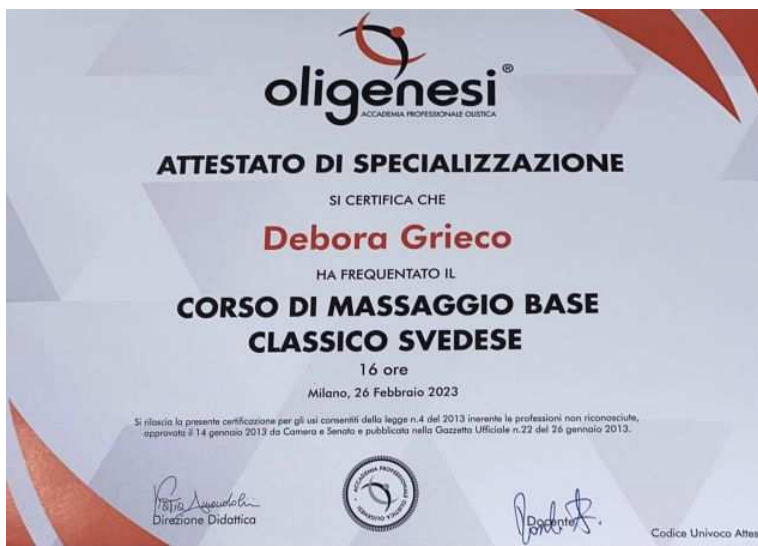 oligenesi®
ACCADEMIA PROFESSIONALE OLISTICA
ATTESTATO DI SPECIALIZZAZIONE
SI CERTIFICA CHE
Debora Grieco
HA FREQUENTATO IL
CORSO DI MASSAGGIO BASE
CLASSICO SVEDESE
16 ore
Milano, 26 Febbraio 2023
Si rilascia la presente certificazione per gli usi consentiti della legge n.4 del 2013 inerente le professioni non riconosciute,
approvata il 14 gennaio 2013 da Camera e Senato e pubblicata nella Gazzetta Ufficiale n.22 del 26 gennaio 2013.
Direzione Didattica
ACCADEMIA PROFESSIONALE OLIGENESI
Docente
Codice Univoco Attes